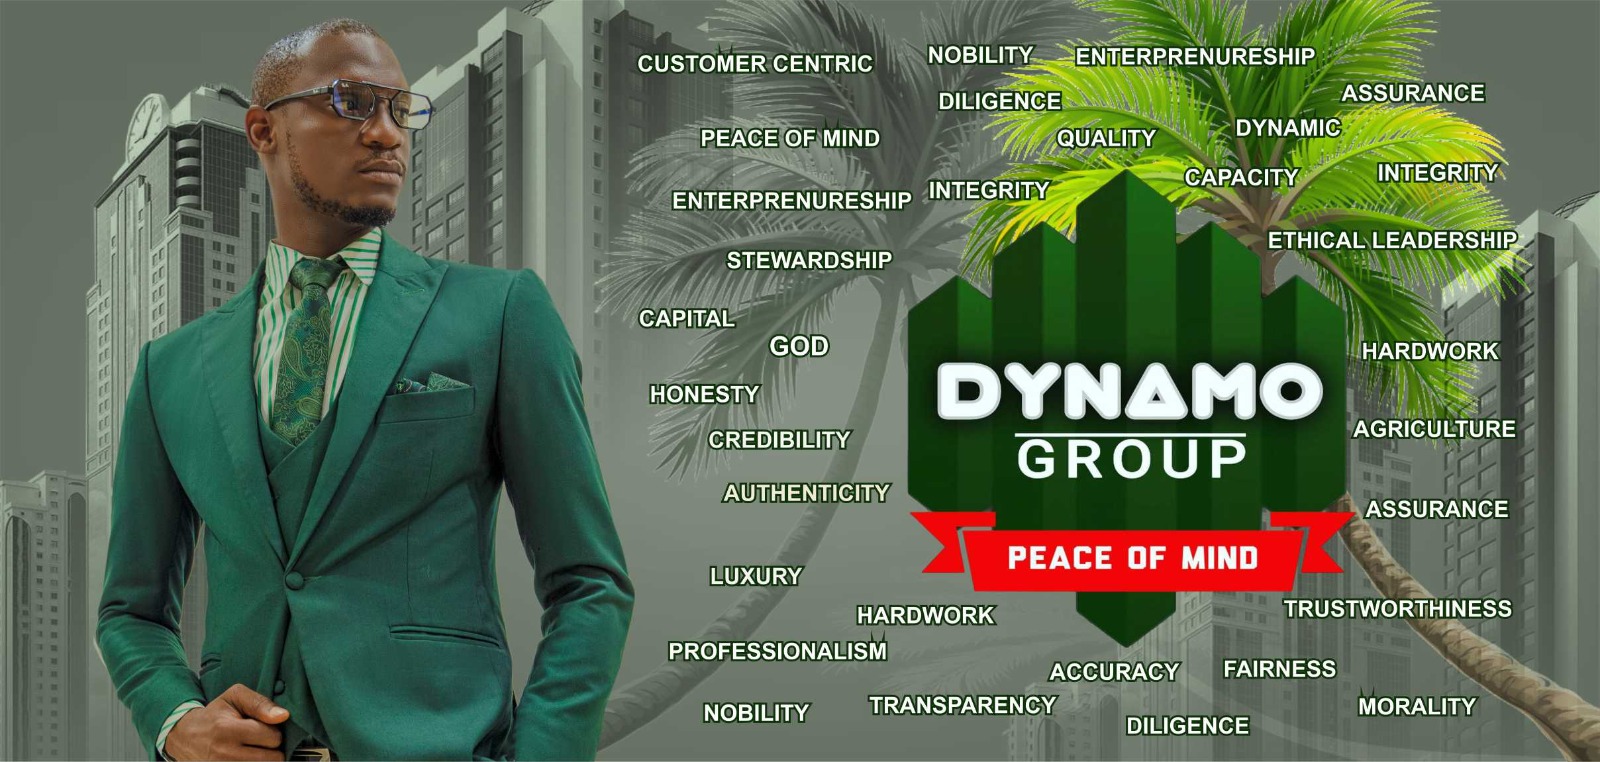 CUSTOMER CENTRIC
NOBILITY
ENTERPRENURESHIP
DILIGENCE
ASSURANCE
PEACE OF MIND
QUALITY
DYNAMIC
CAPACITY
INTEGRITY
ENTERPRENURESHIP
INTEGRITY
STEWARDSHIP
ETHICAL LEADERSHIP
CAPITAL
GOD
HARDWORK
HONESTY
DYNAMO
GROUP
CREDIBILITY
AGRICULTURE
AUTHENTICITY
ASSURANCE
PEACE OF MIND
LUXURY
HARDWORK
TRUSTWORTHINESS
PROFESSIONALISM
ACCURACY
FAIRNESS
NOBILITY
TRANSPARENCY
MORALITY
DILIGENCE